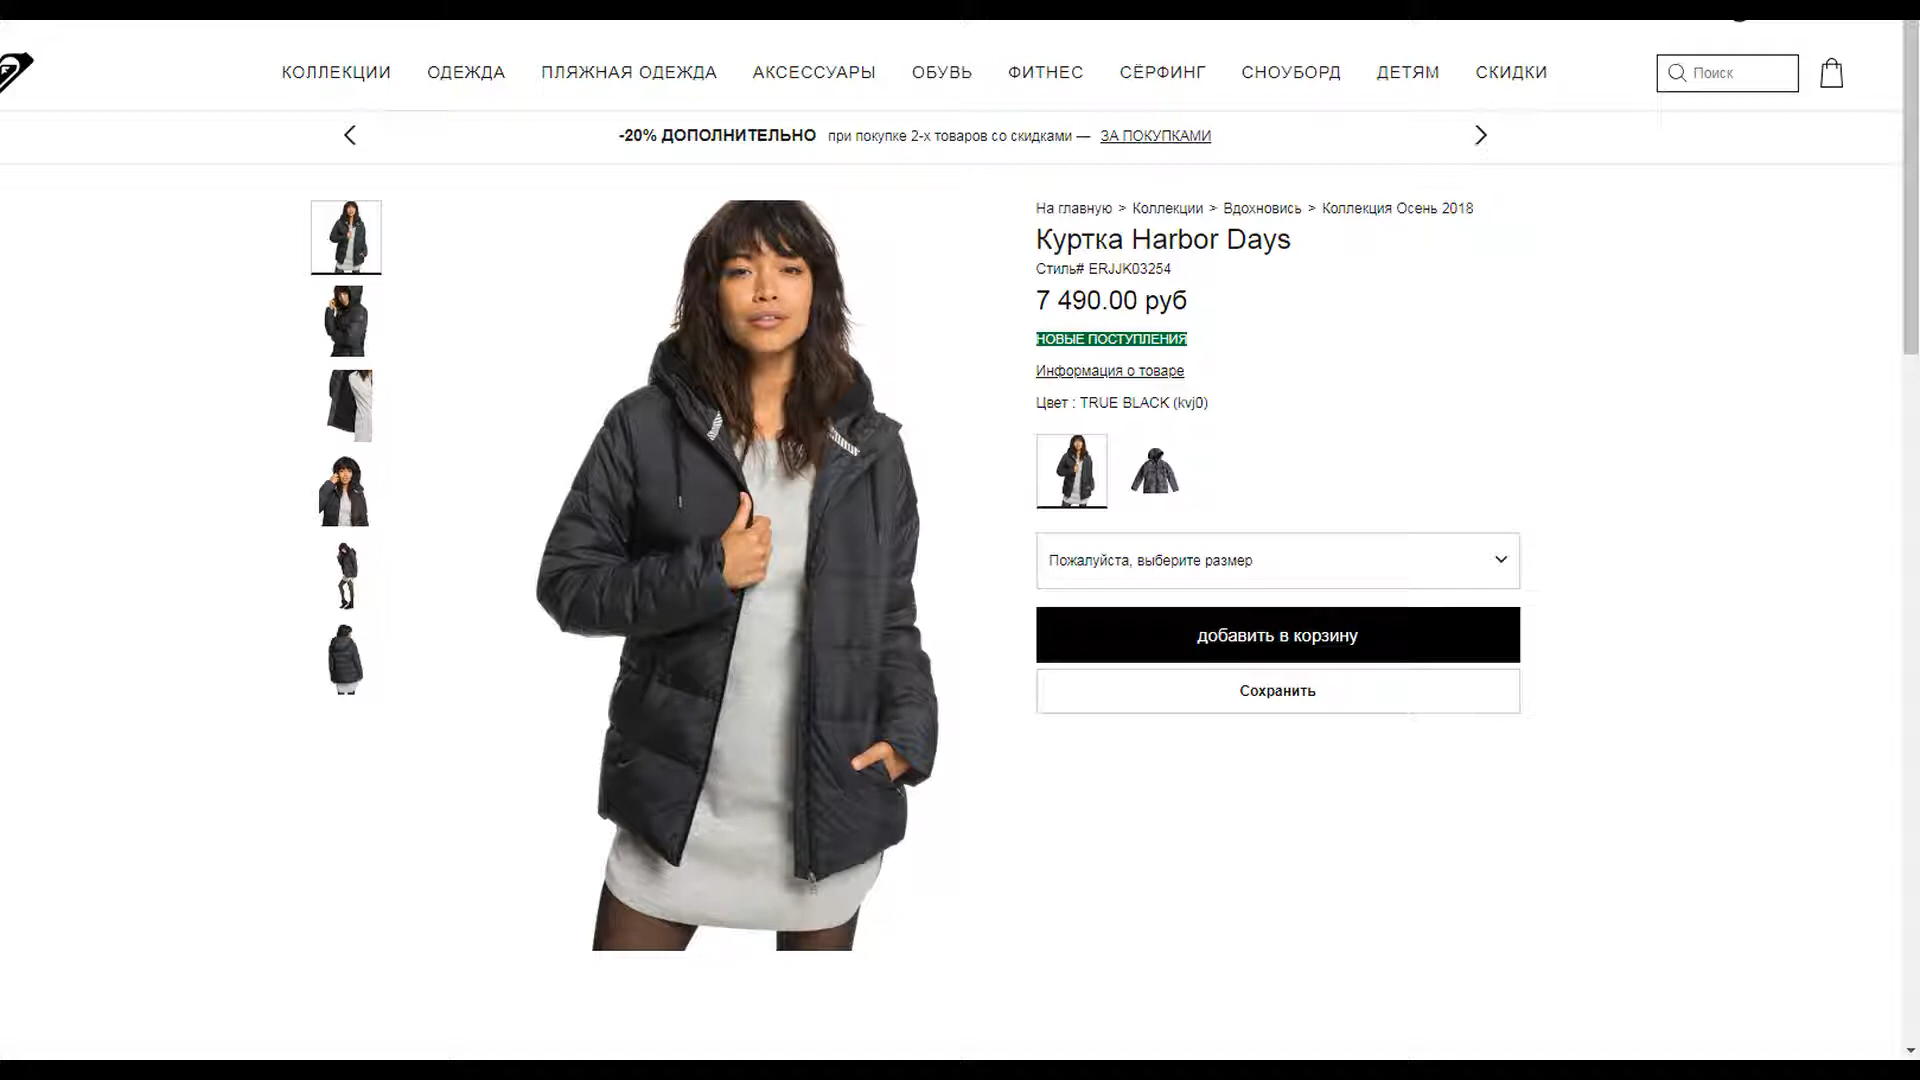 КОЛЛЕКЦИИ ОДЕЖДА ПЛЯЖНАЯ ОДЕЖДА АКСЕССУАРЫ ОБУВЬ ФИТНЕС СЁРФИНГ СНОУБОРД ДЕТЯМ СКИДКИ Поиск
-20% ДОПОЛНИТЕЛЬНО при покупке 2-х товаров со скидками — ЗА ПОКУПКАМИ
На главную > Коллекции > Вдохновись > Коллекция Осень 2018
Куртка Harbor Days
Стиль# ERJJK03254
7 490.00 руб
НОВЫЕ ПОСТУПЛЕНИЯ
Информация о товаре
Цвет : TRUE BLACK (kvj0)
Пожалуйста, выберите размер
добавить в корзину
Сохранить